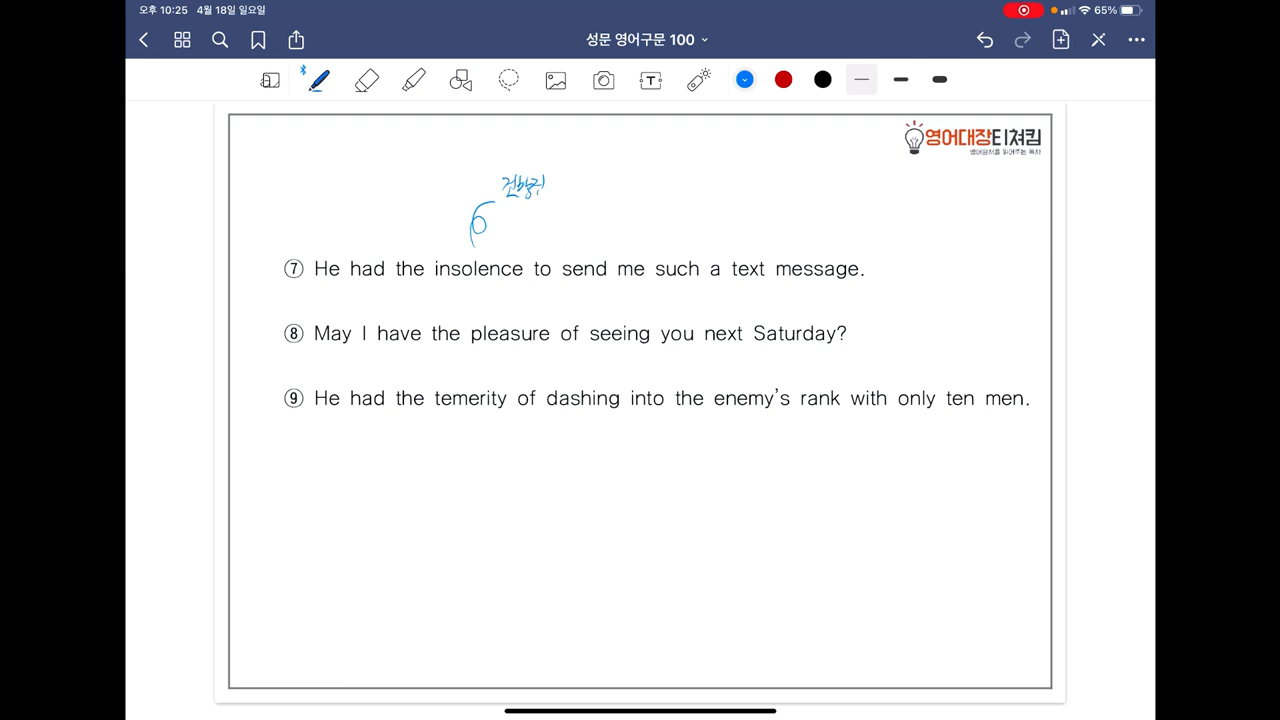 오후 10:25 4월 18일 일요일
65%
성문 영어구문 100
영어대장티쳐킴
⑦ He had the insolence to send me such a text message.
⑧ May I have the pleasure of seeing you next Saturday?
⑨ He had the temerity of dashing into the enemy's rank with only ten men.